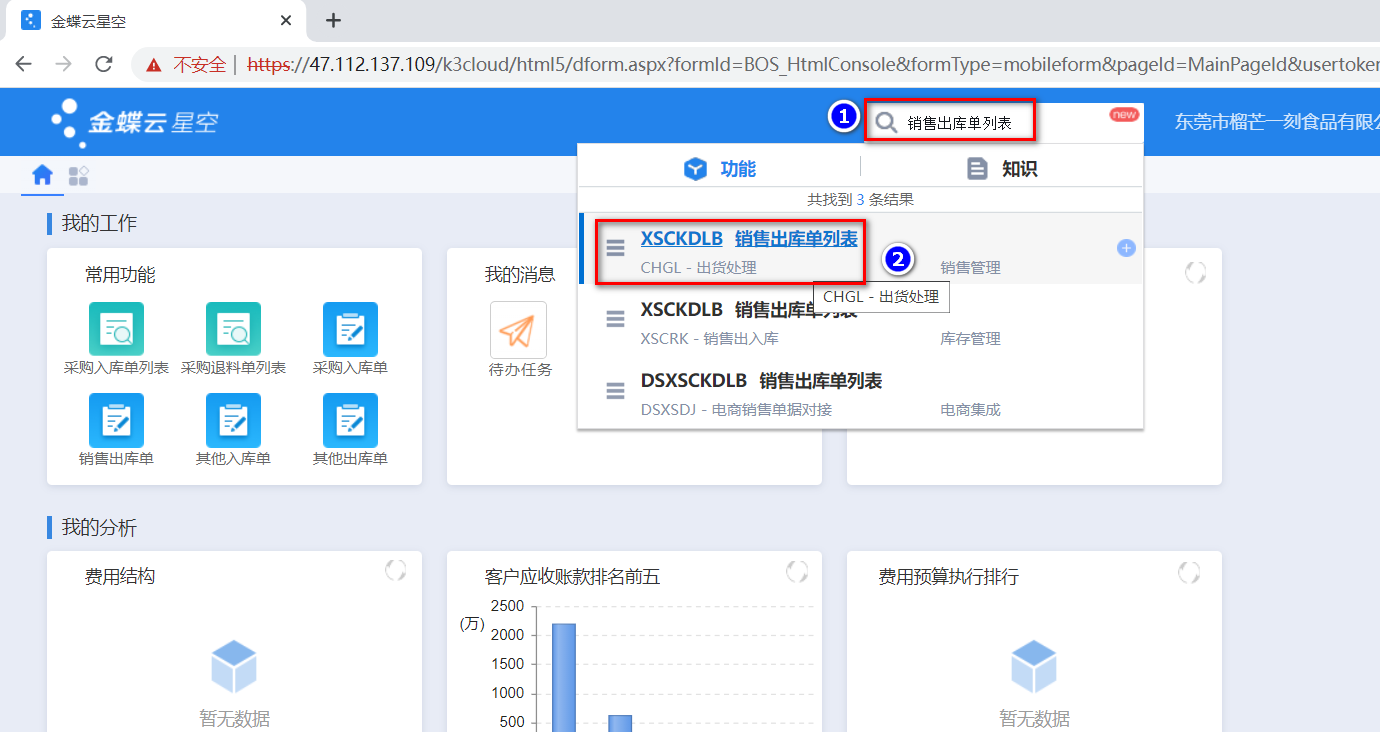 金蝶云星空
不安全 | https://47.112.137.109/k3cloud/html5/dform.aspx?formId=BOS_HtmlConsole&formType=mobileform&pageId=MainPageId&usertoken
金蝶云 星空
1
销售出库单列表
new
东莞市榴芒一刻食品有限公
功能
知识
共找到 3 条结果
XSCKDLB 销售出库单列表
CHGL - 出货处理
销售管理
2
CHGL - 出货处理
XSCKDLB 销售出库单列表
XSCRK - 销售出入库
库存管理
DSXSCKDLB 销售出库单列表
DSXSDJ - 电商销售单据对接
电商集成
我的工作
常用功能
采购入库单列表
采购退料单列表
采购入库单
销售出库单
其他入库单
其他出库单
我的消息
待办任务
我的分析
费用结构
暂无数据
客户应收账款排名前五
(万)
2500
2000
1500
1000
500
费用预算执行排行
暂无数据